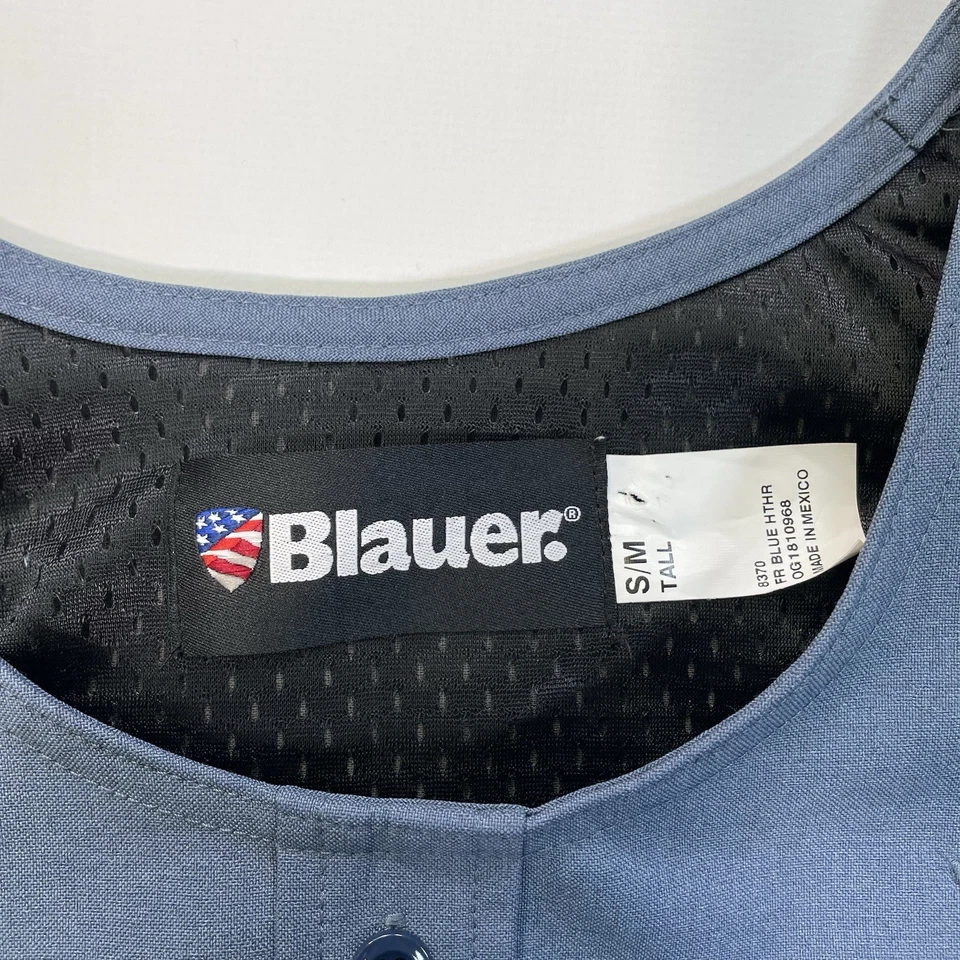 Blauer.®
S/M
TALL
8370
FR BLUE HTHR
OG1810968
MADE IN MEXICO